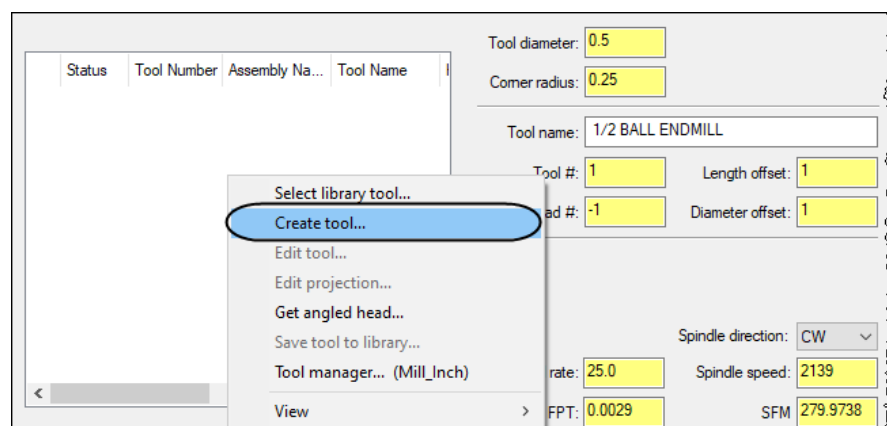 Tool diameter: 0.5
Status Tool Number Assembly Na... Tool Name
Corner radius: 0.25
Tool name: 1/2 BALL ENDMILL
Tool #: 1 Length offset: 1
Select library tool...
Create tool... ad #: -1 Diameter offset: 1
Edit tool...
Edit projection...
Get angled head...
Save tool to library... Spindle direction: CW
Tool manager... (Mill_Inch) rate: 25.0 Spindle speed: 2139
View > FPT: 0.0029 SFM 279.9738